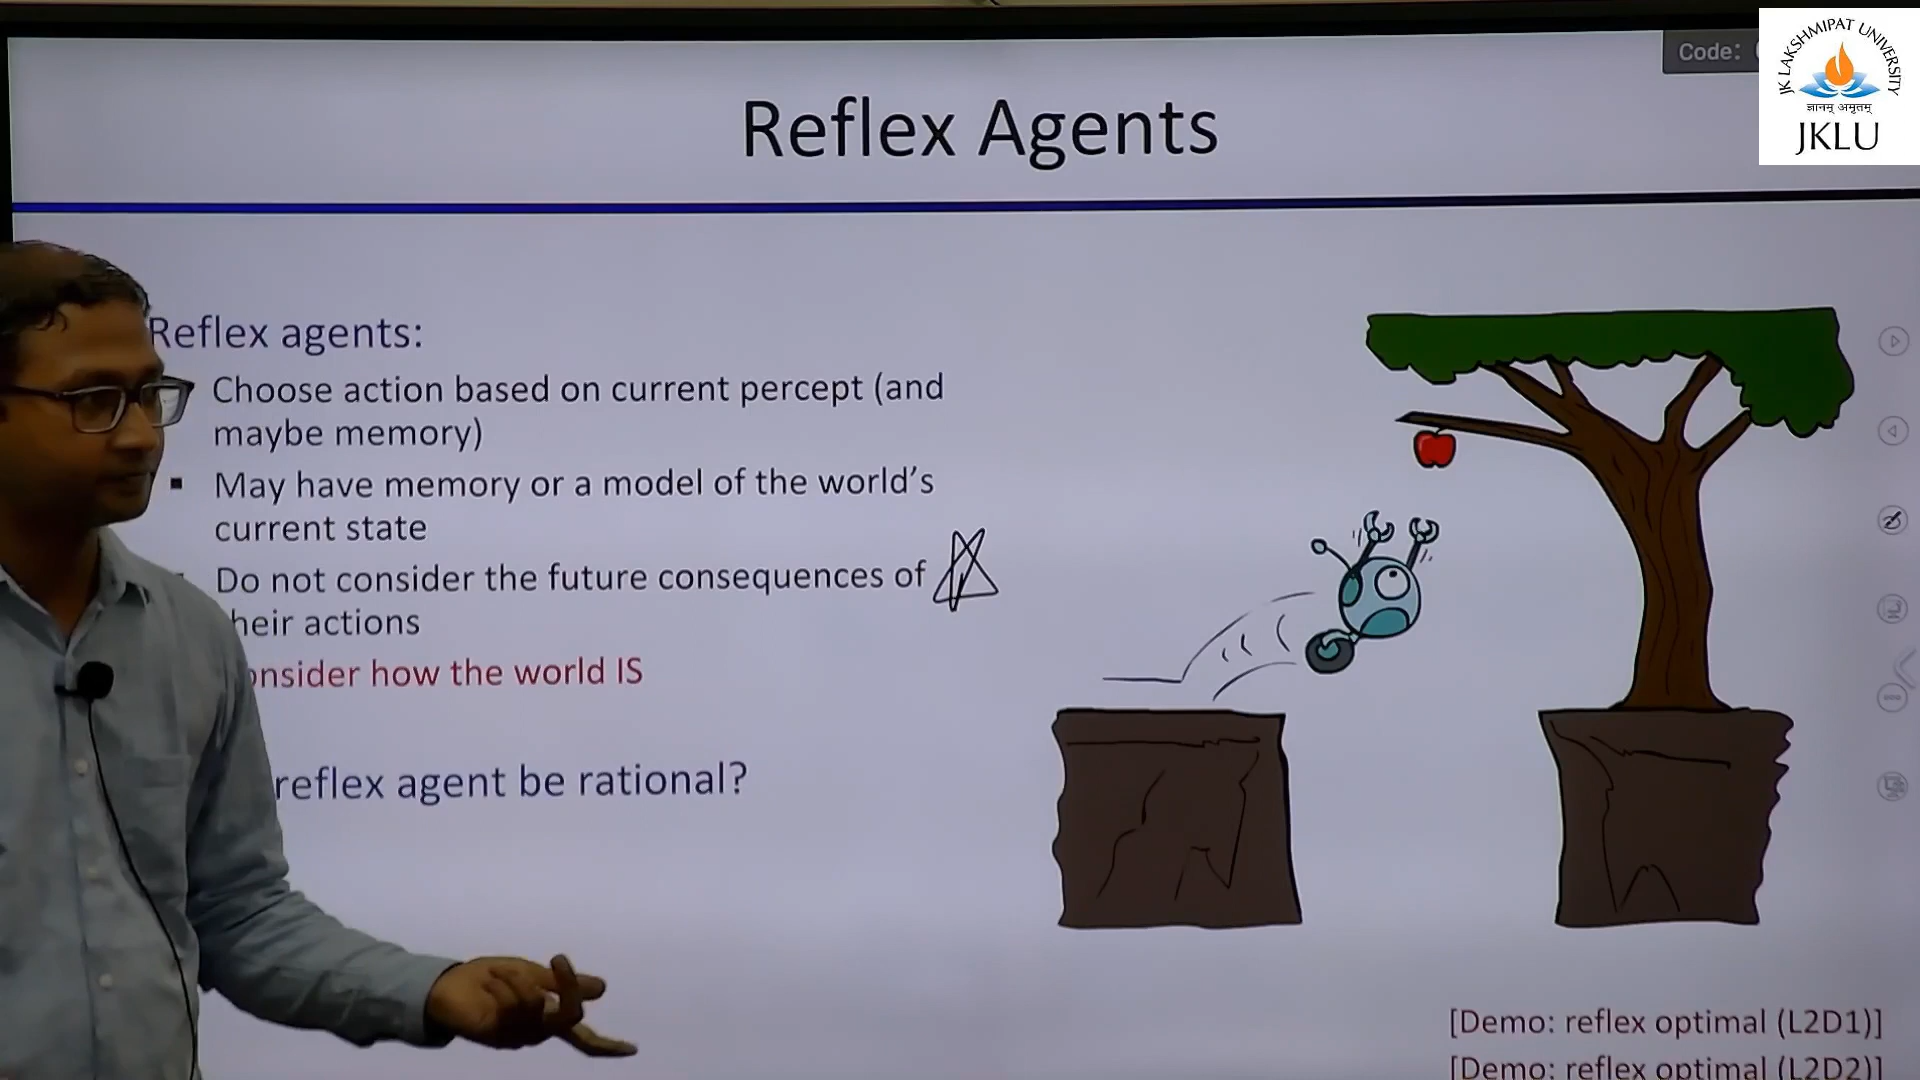 Code:
JK LAKSHMIPAT UNIVERSITY
ज्ञानम् अमृतम्
JKLU
Reflex Agents
Reflex agents:
Choose action based on current percept (and
maybe memory)
▪ May have memory or a model of the world's
current state
Do not consider the future consequences of
heir actions
onsider how the world IS
reflex agent be rational?
[Demo: reflex optimal (L2D1)]
[Demo: reflex optimal (L2D2)]